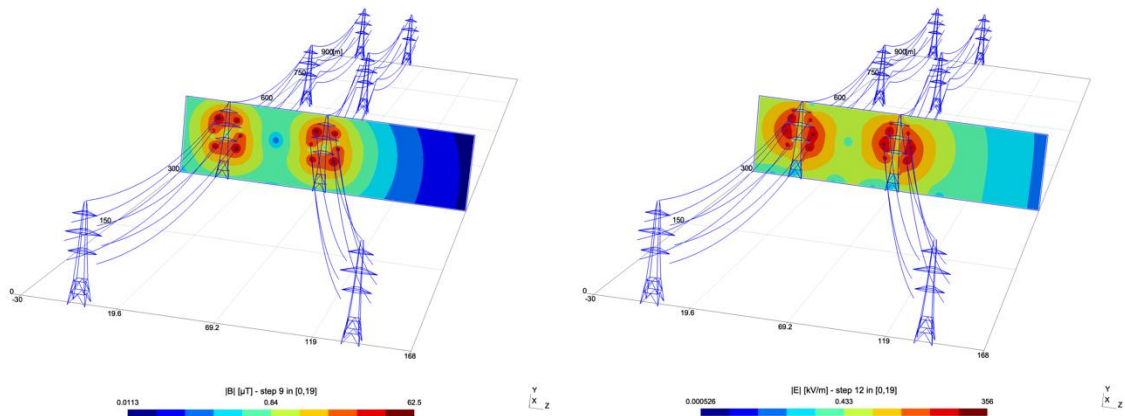 900[m]
750
600
300
150
0
-30
19.6
69.2
119
168
|B| [µT] - step 9 in [0,19]
0.0113
0.84
62.5
Y
X
Z
900[m]
750
600
300
150
0
-30
19.6
69.2
119
168
|E| [kV/m] - step 12 in [0,19]
0.000526
0.433
356
Y
X
Z